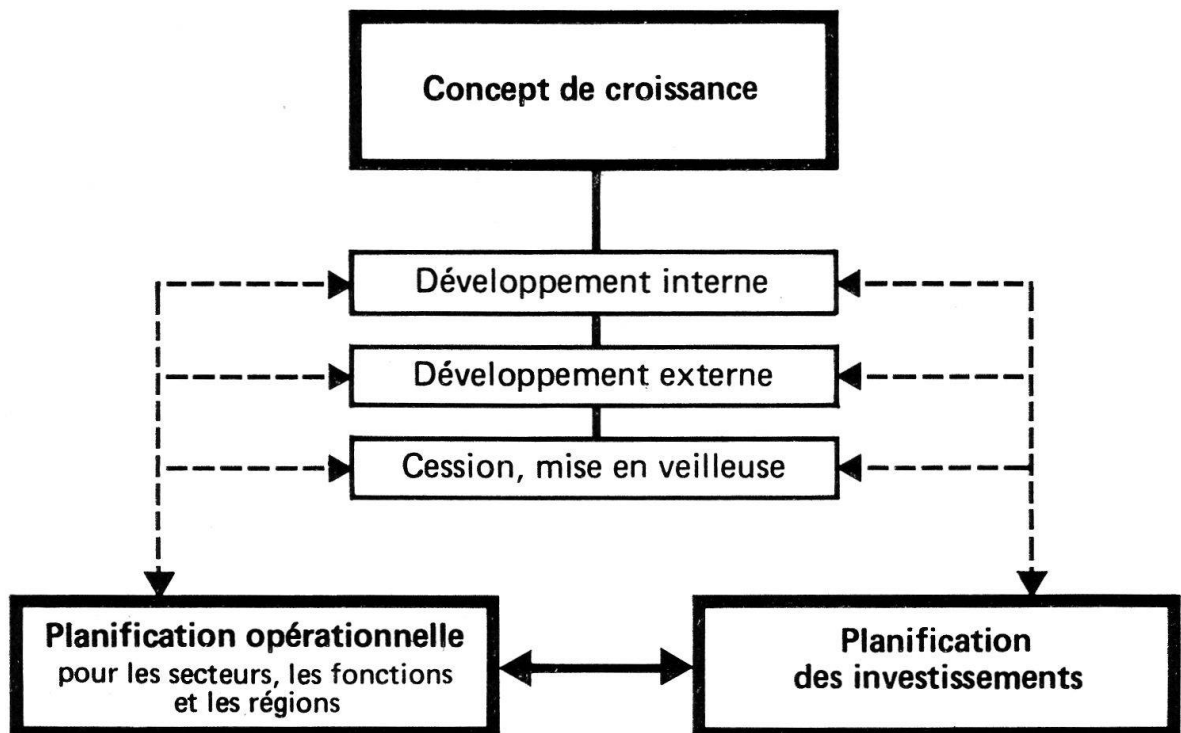 Concept de croissance
Développement interne
Développement externe
Cession, mise en veilleuse
Planification opérationnelle
pour les secteurs, les fonctions
et les régions
Planification
des investissements